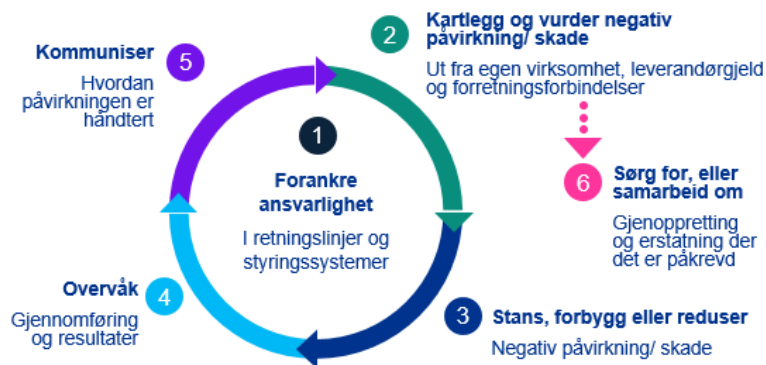 1
Forankre
ansvarlighet
I retningslinjer og
styringssystemer
2
Kartlegg og vurder negativ
påvirkning/ skade
Ut fra egen virksomhet, leverandørgjeld
og forretningsforbindelser
3
Stans, forbygg eller reduser
Negativ påvirkning/ skade
4
Overvåk
Gjennomføring
og resultater
5
Kommuniser
Hvordan
påvirkningen er
håndtert
6
Sørg for, eller
samarbeid om
Gjenoppretting
og erstatning der
det er påkrevd